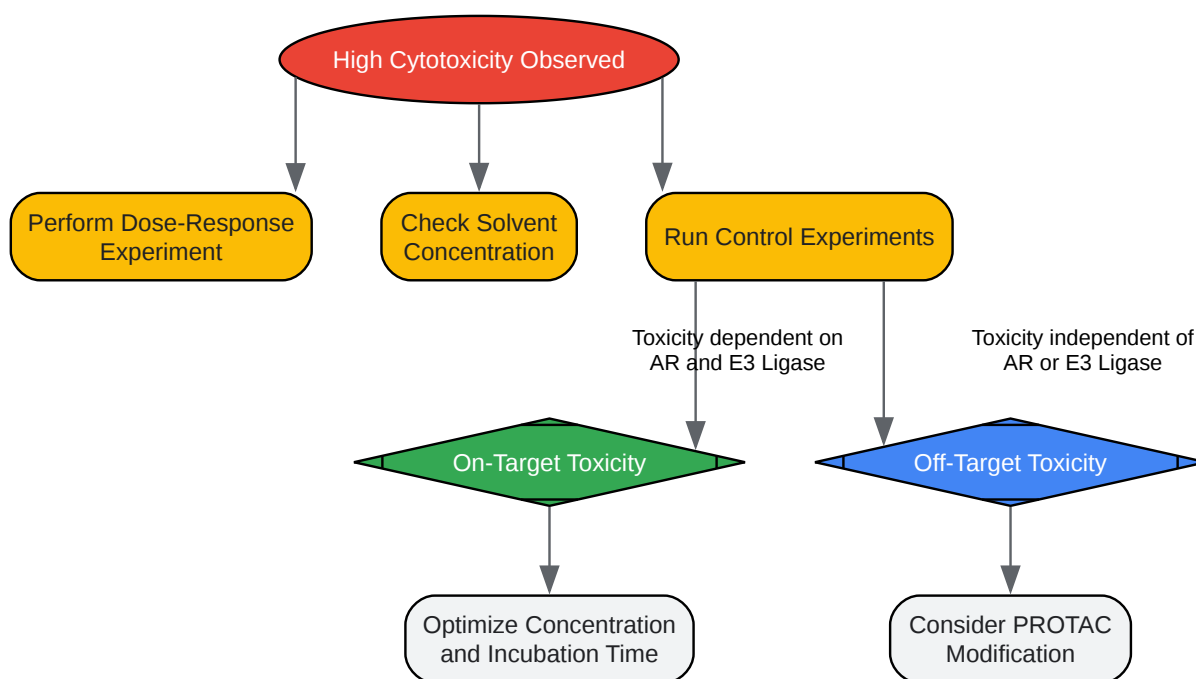 High Cytotoxicity Observed
Perform Dose-Response
Experiment
Check Solvent
Concentration
Run Control Experiments
Toxicity dependent on
AR and E3 Ligase
Toxicity independent of
AR or E3 Ligase
On-Target Toxicity
Off-Target Toxicity
Optimize Concentration
and Incubation Time
Consider PROTAC
Modification